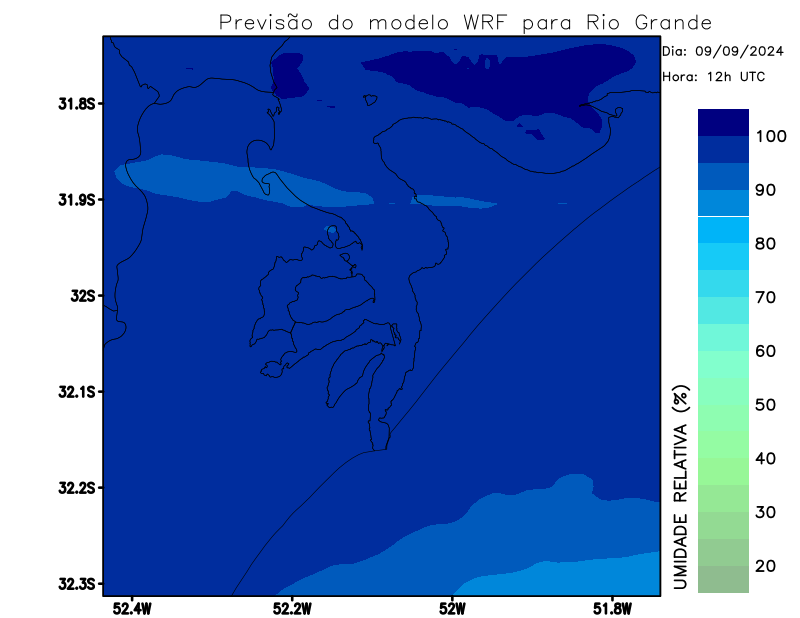 Previsão do modelo WRF para Rio Grande
Dia: 09/09/2024
Hora: 12h UTC
31.8S
31.9S
32S
32.1S
32.2S
32.3S
52.4W
52.2W
52W
51.8W
UMIDADE RELATIVA (%)
100
90
80
70
60
50
40
30
20